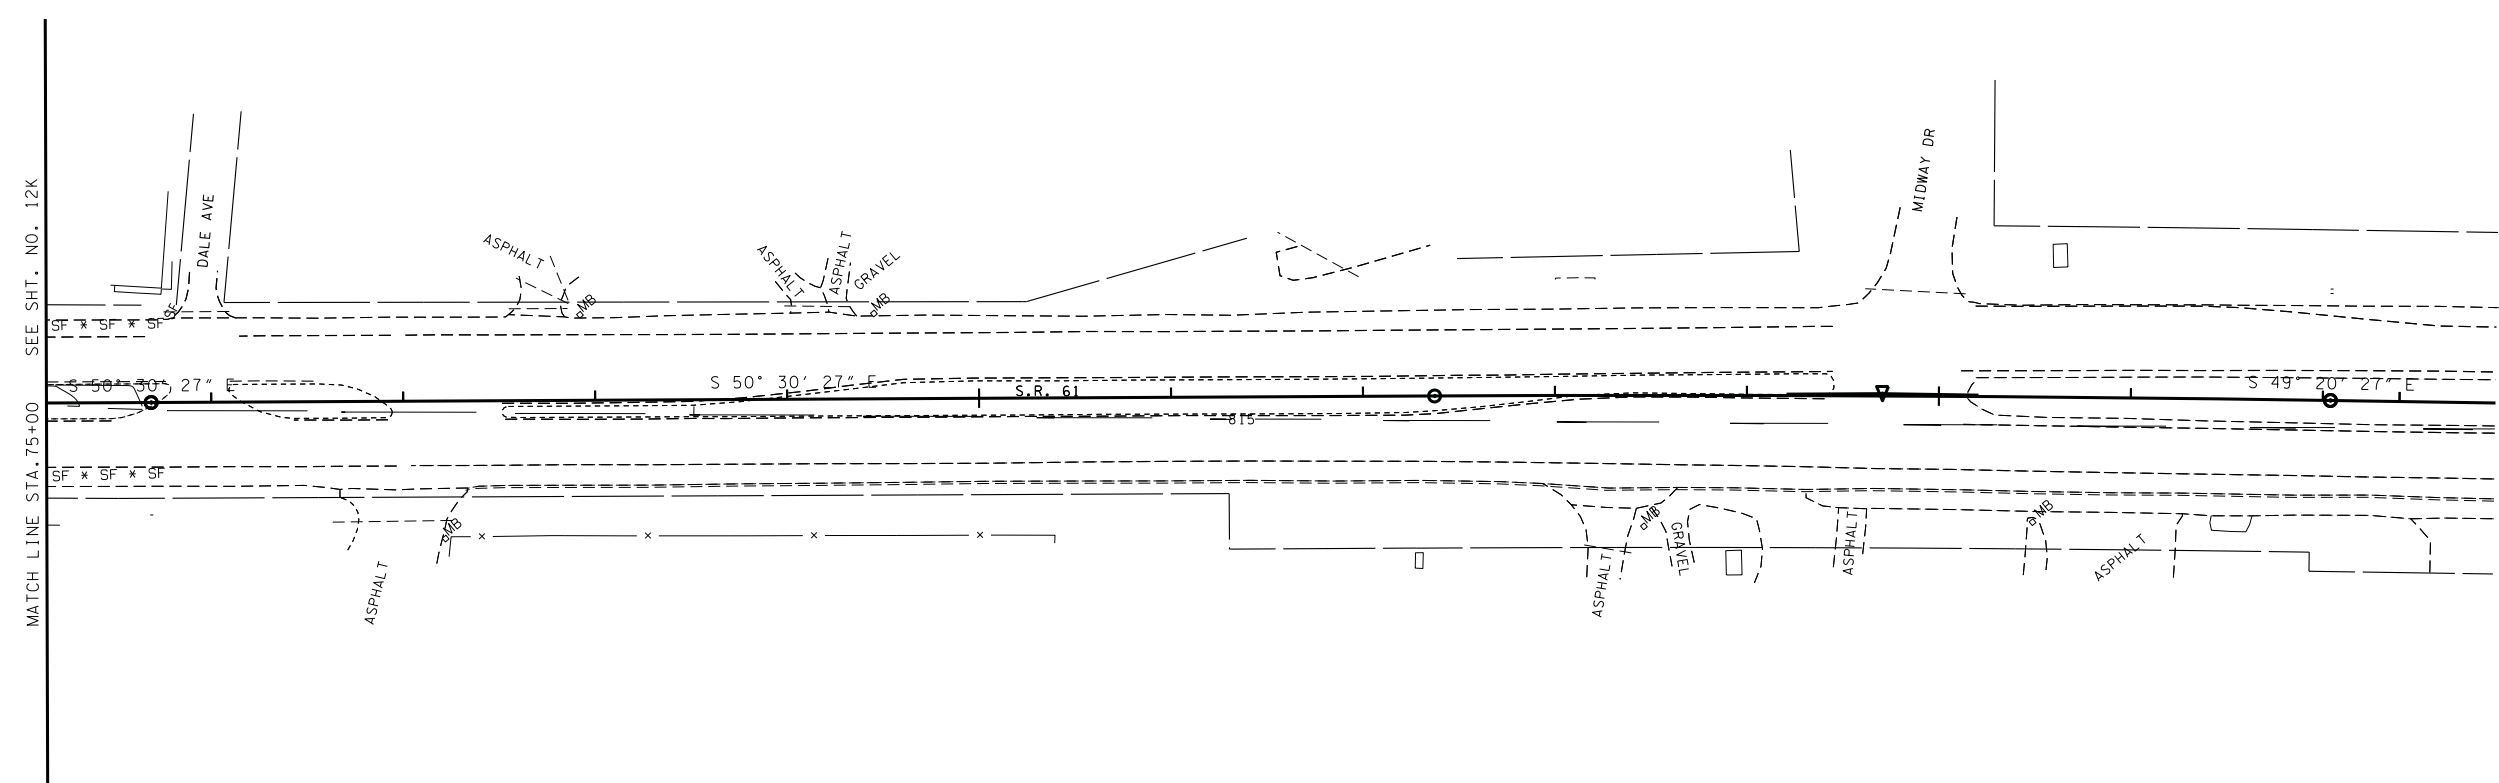 MATCH LINE STA.75+00 SEE SHT. NO. 12K
DALE AVE
ASPHALT
MB
ASPHALT
ASPHALT
GRAVEL
MB
MIDWAY DR
SF
SF * SF * SF
S 50° 30' 27" E
S 50° 30' 27" E
S.R. 61
S 49° 20' 27" E
815
SF * SF * SF
MB
ASPHALT
ASPHALT
MB
GRAVEL
ASPHALT
MB
ASPHALT